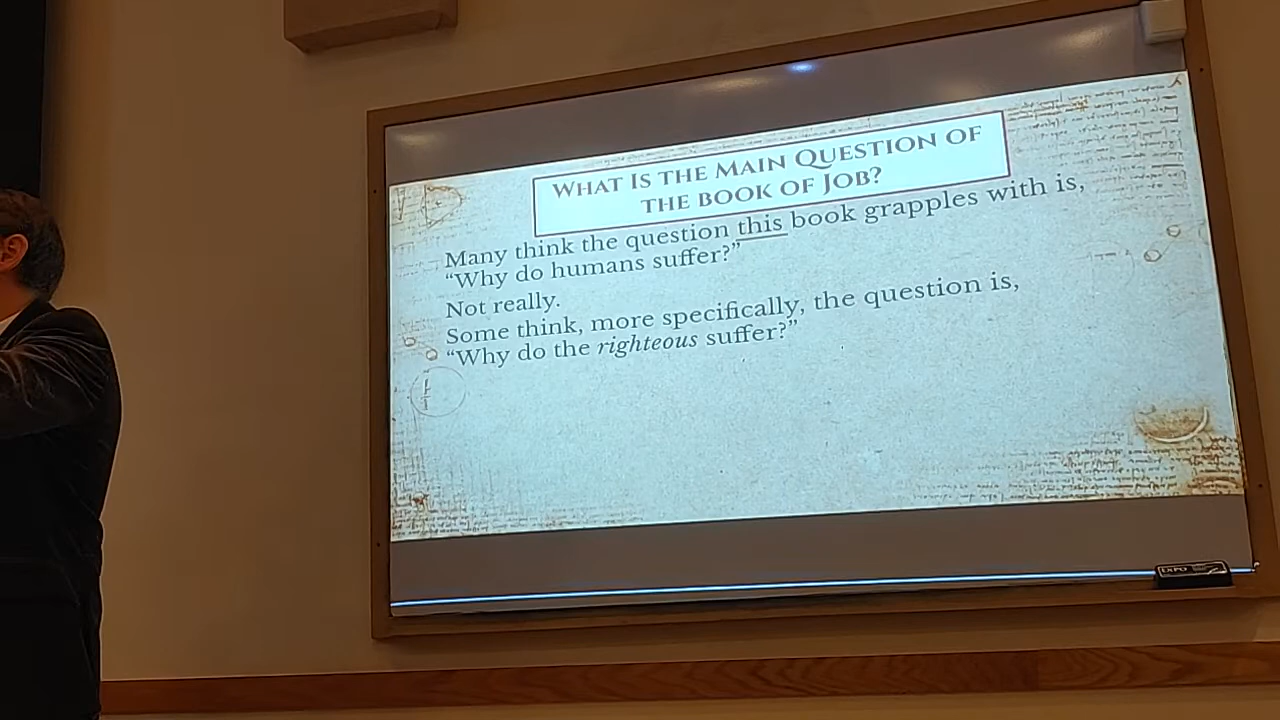 What Is the Main Question of
the book of Job?
Many think the question this book grapples with is,
“Why do humans suffer?”
Not really.
Some think, more specifically, the question is,
“Why do the righteous suffer?”
EXPO